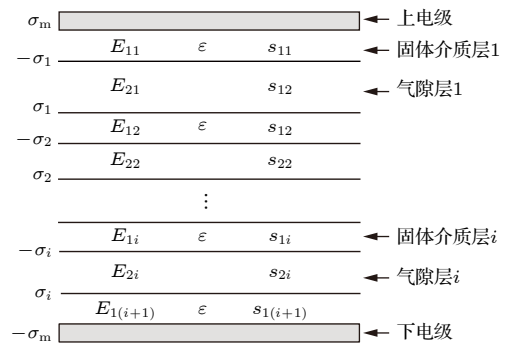 σm 上电级
E11 ε s11 固体介质层1
−σ1
E21 s12 气隙层1
σ1
E12 ε s12
−σ2
E22 s22
σ2
⋮
E1i ε s1i 固体介质层i
−σi
E2i s2i 气隙层i
σi
E1(i+1) ε s1(i+1)
−σm 下电级